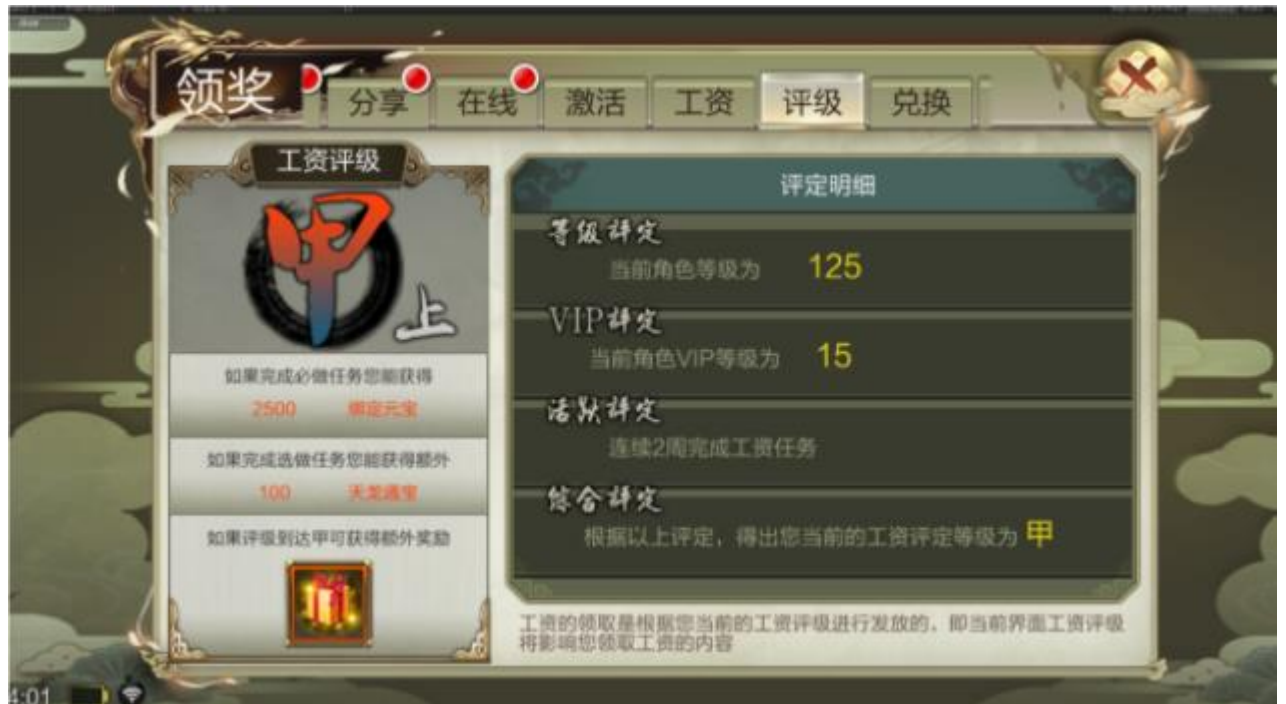 领奖
分享
在线
激活
工资
评级
兑换
工资评级
甲
上
如果完成必做任务您能获得
2500 绑定元宝
如果完成选做任务您能获得额外
100 天龙通宝
如果评级到达甲可获得额外奖励
评定明细
等级评定
当前角色等级为 125
VIP评定
当前角色VIP等级为 15
活跃评定
连续2周完成工资任务
综合评定
根据以上评定，得出您当前的工资评定等级为 甲
工资的领取是根据您当前的工资评级进行发放的，即当前界面工资评级
将影响您领取工资的内容
4:01